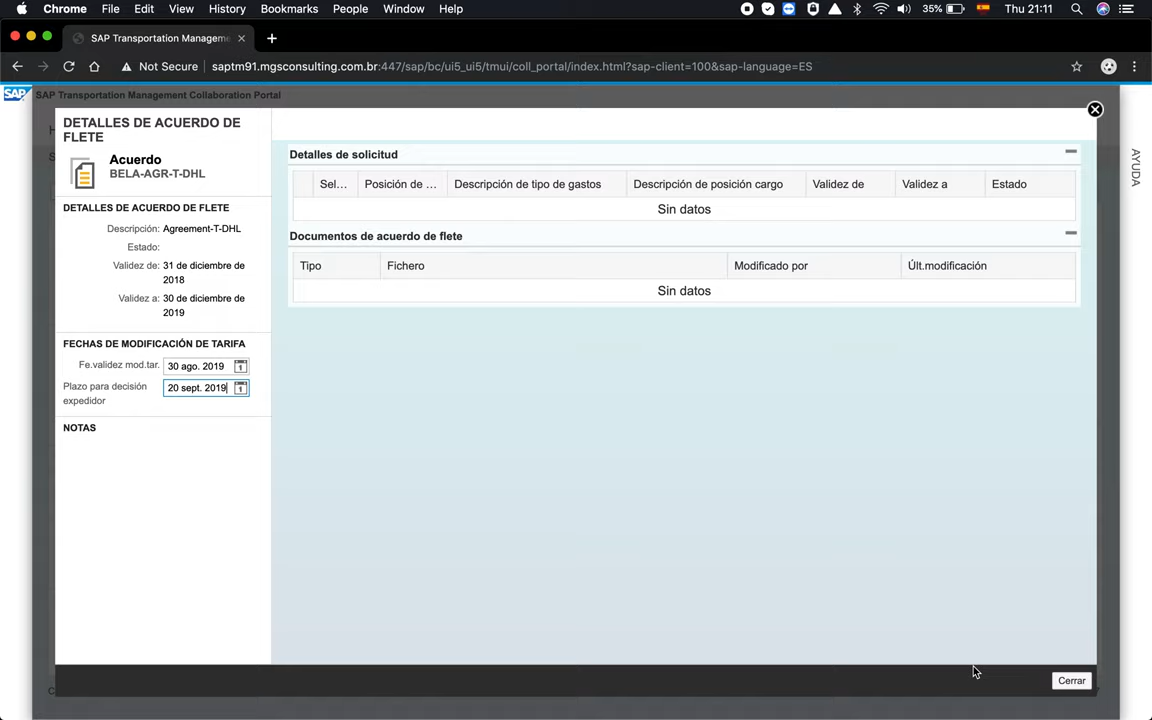 Chrome File Edit View History Bookmarks People Window Help 35% Thu 21:11
SAP Transportation Managem
Not Secure saptm91.mgsconsulting.com.br:447/sap/bc/ui5_ui5/tmui/coll_portal/index.html?sap-client=100&sap-language=ES
SAP SAP Transportation Management Collaboration Portal
AYUDA
DETALLES DE ACUERDO DE
FLETE
Acuerdo
BELA-AGR-T-DHL
DETALLES DE ACUERDO DE FLETE
Descripción: Agreement-T-DHL
Estado:
Validez de: 31 de diciembre de
2018
Validez a: 30 de diciembre de
2019
FECHAS DE MODIFICACIÓN DE TARIFA
Fe.validez mod.tar. 30 ago. 2019
Plazo para decisión
expedidor
20 sept. 2019
NOTAS
Detalles de solicitud
Sel... Posición de ... Descripción de tipo de gastos Descripción de posición cargo Validez de Validez a Estado
Sin datos
Documentos de acuerdo de flete
Tipo Fichero Modificado por Últ.modificación
Sin datos
Cerrar